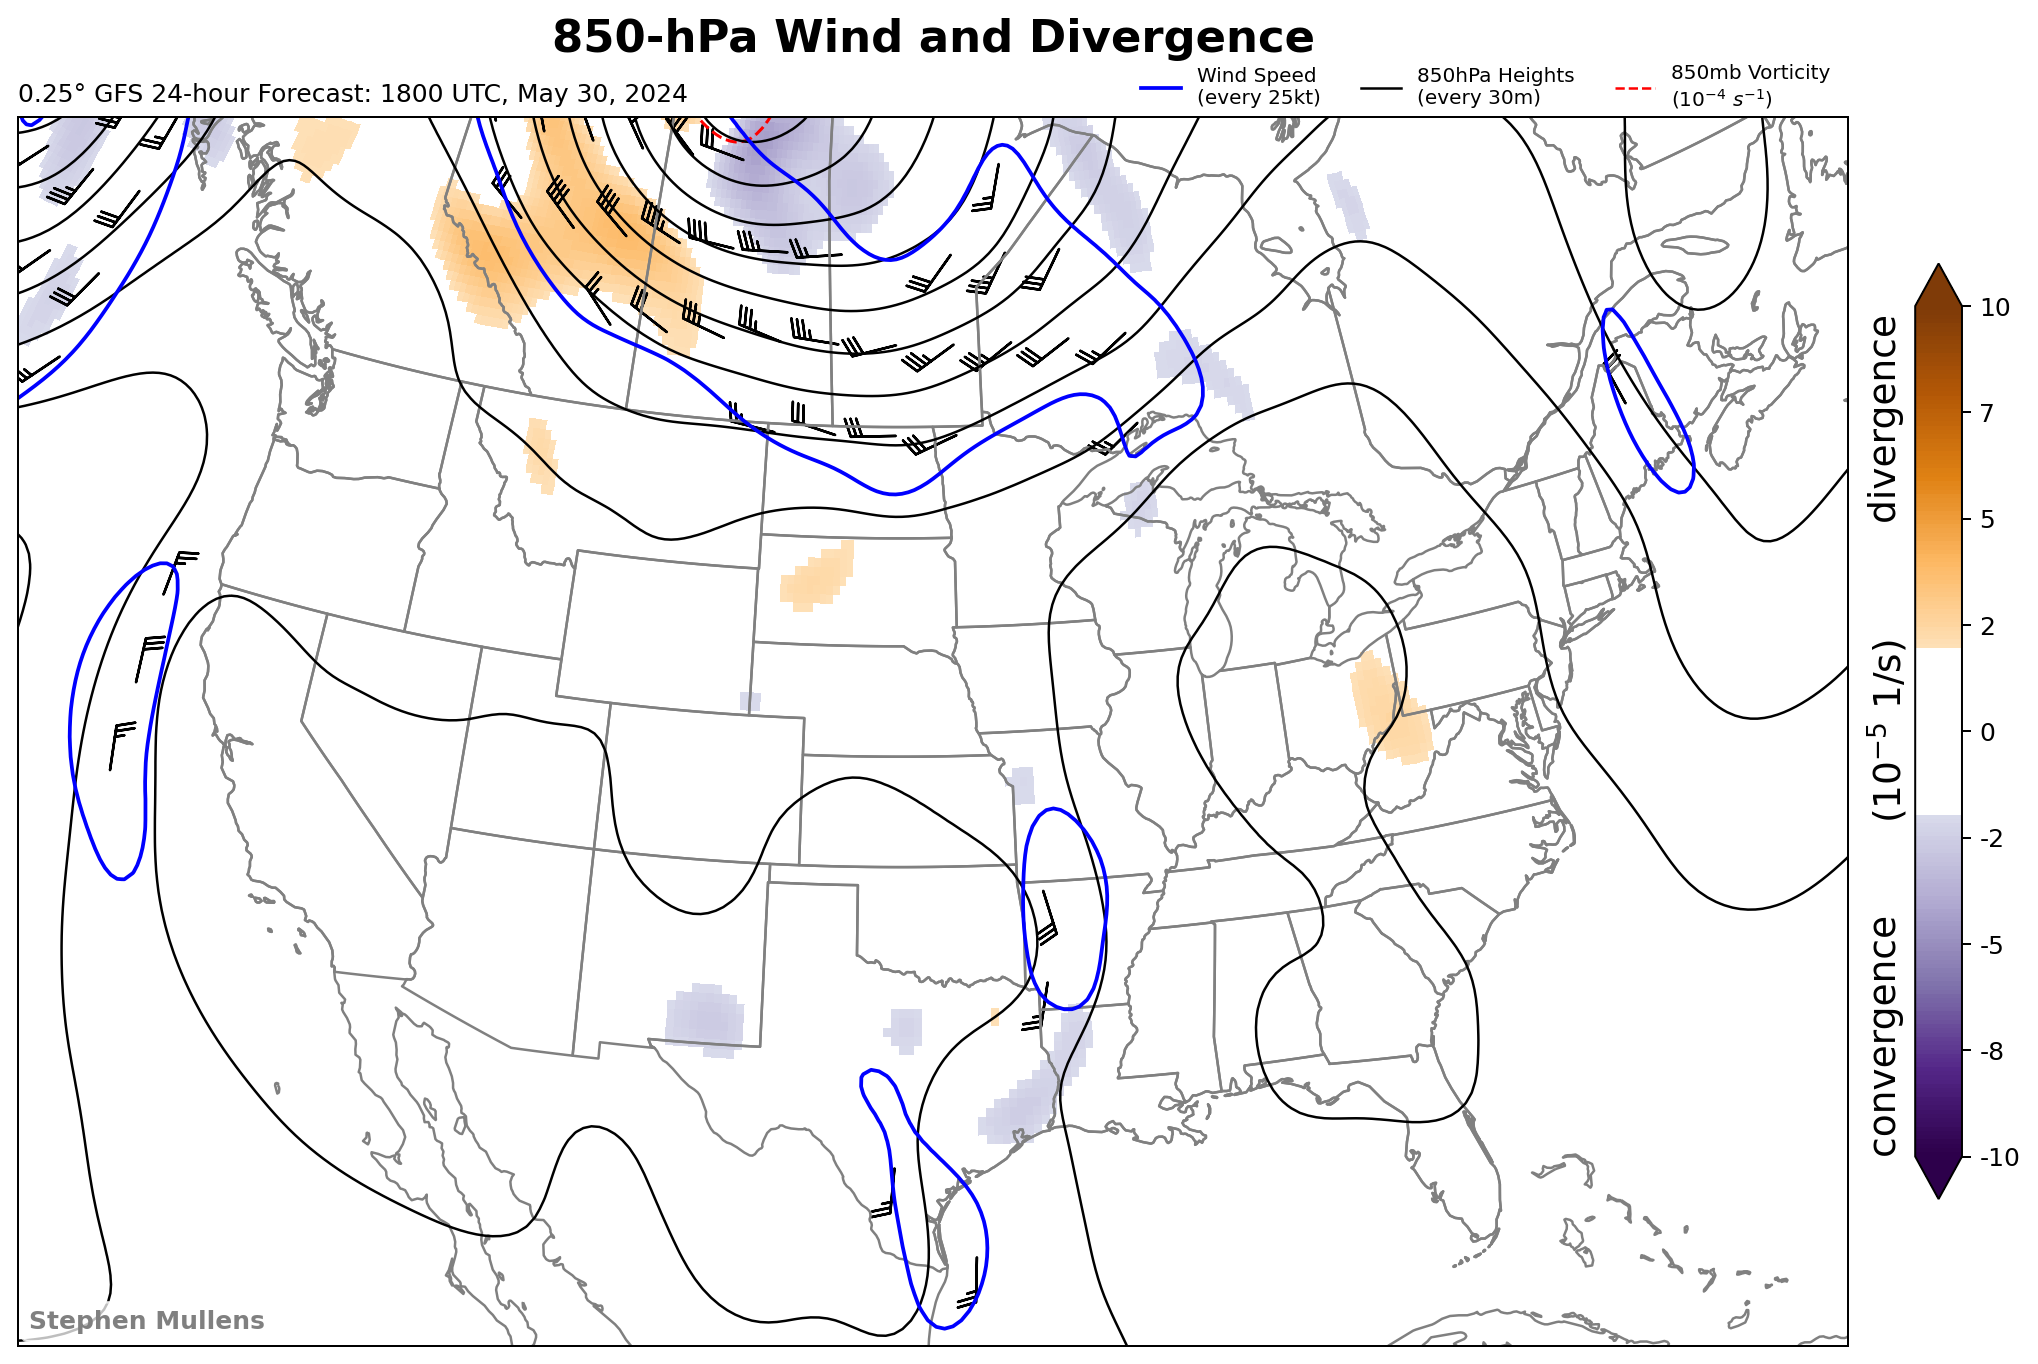 850-hPa Wind and Divergence
0.25° GFS 24-hour Forecast: 1800 UTC, May 30, 2024
Wind Speed
(every 25kt)
850hPa Heights
(every 30m)
850mb Vorticity
(10⁻⁴ s⁻¹)
10
7
5
2
0
-2
-5
-8
-10
convergence (10⁻⁵ 1/s) divergence
Stephen Mullens